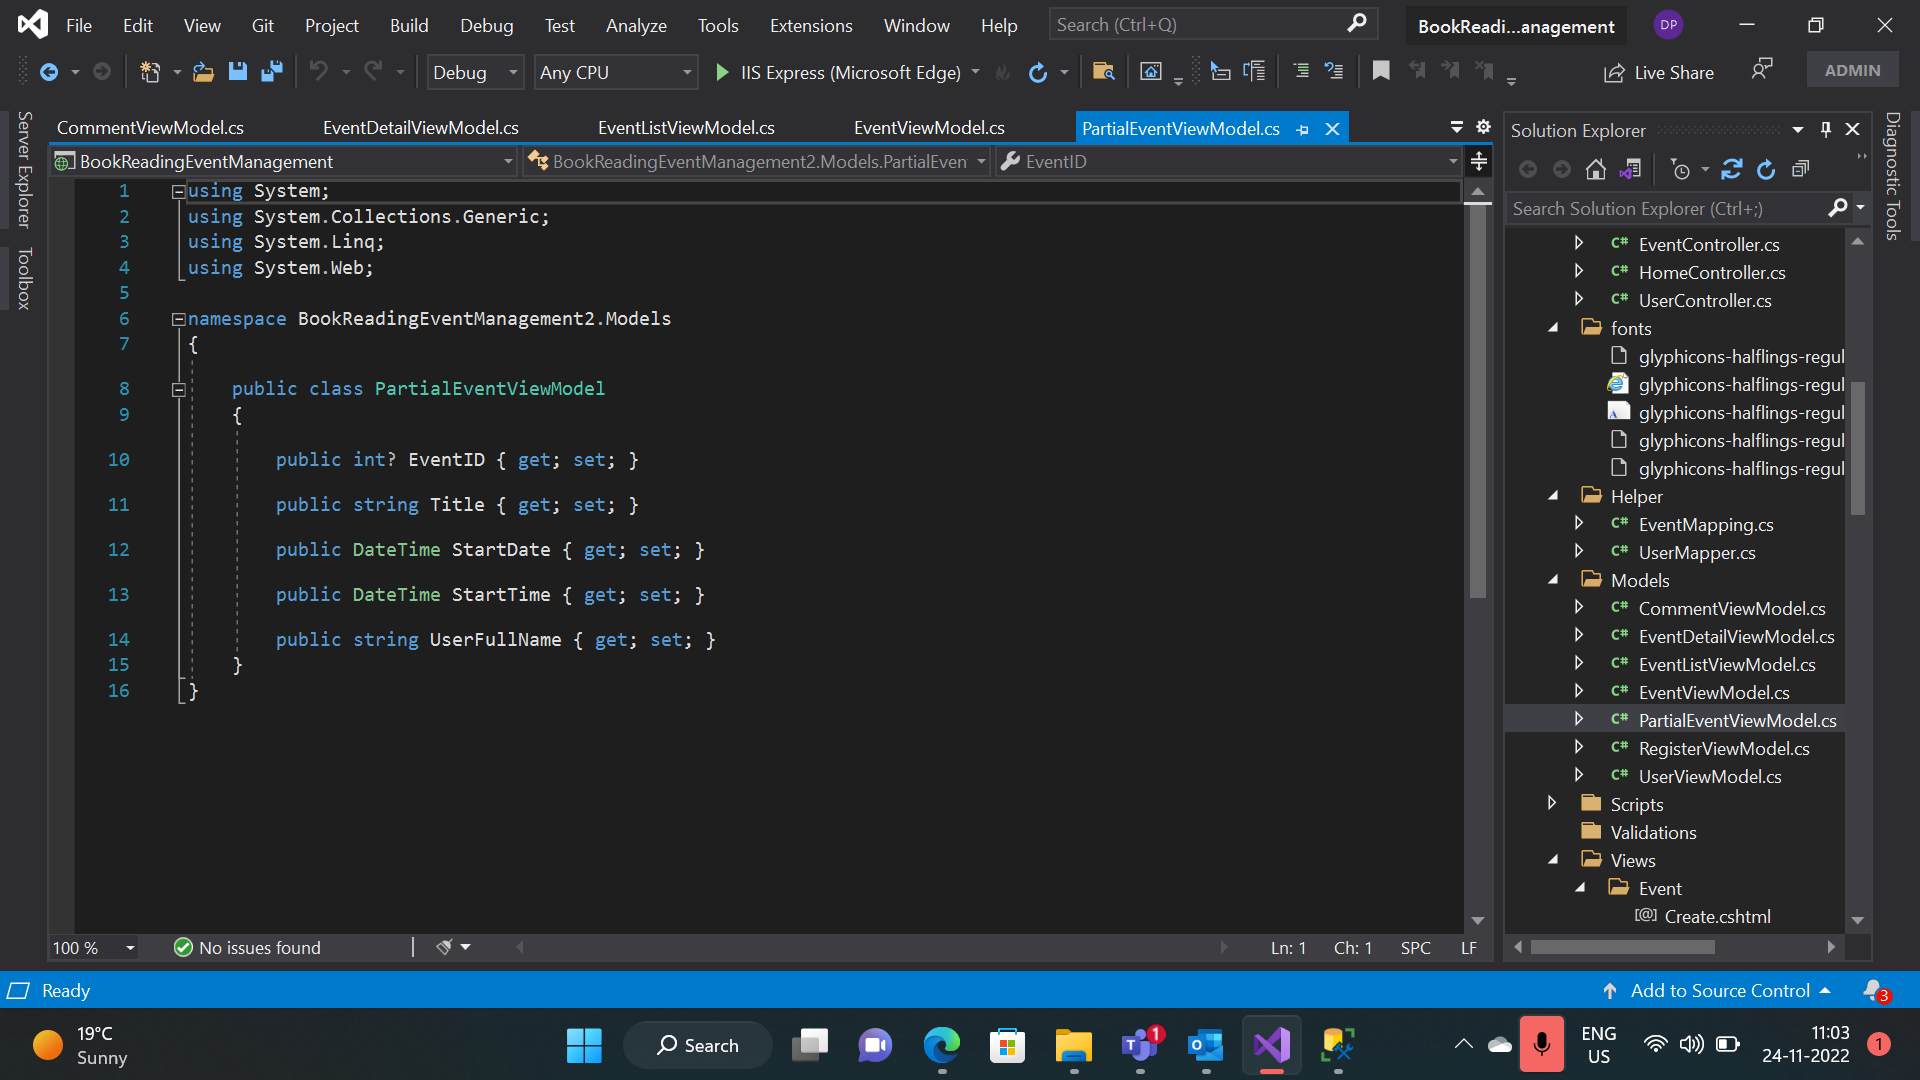 File Edit View Git Project Build Debug Test Analyze Tools Extensions Window Help Search (Ctrl+Q) BookReadi...anagement DP
Debug Any CPU IIS Express (Microsoft Edge) Live Share ADMIN
Server Explorer
Toolbox
CommentViewModel.cs EventDetailViewModel.cs EventListViewModel.cs EventViewModel.cs PartialEventViewModel.cs
BookReadingEventManagement BookReadingEventManagement2.Models.PartialEven EventID
1 using System;
2 using System.Collections.Generic;
3 using System.Linq;
4 using System.Web;
5
6 namespace BookReadingEventManagement2.Models
7 {
8 public class PartialEventViewModel
9 {
10 public int? EventID { get; set; }
11 public string Title { get; set; }
12 public DateTime StartDate { get; set; }
13 public DateTime StartTime { get; set; }
14 public string UserFullName { get; set; }
15 }
16 }
100 % No issues found Ln: 1 Ch: 1 SPC LF
Solution Explorer
Search Solution Explorer (Ctrl+;)
C# EventController.cs
C# HomeController.cs
C# UserController.cs
fonts
glyphicons-halflings-regul
glyphicons-halflings-regul
glyphicons-halflings-regul
glyphicons-halflings-regul
glyphicons-halflings-regul
Helper
C# EventMapping.cs
C# UserMapper.cs
Models
C# CommentViewModel.cs
C# EventDetailViewModel.cs
C# EventListViewModel.cs
C# EventViewModel.cs
C# PartialEventViewModel.cs
C# RegisterViewModel.cs
C# UserViewModel.cs
Scripts
Validations
Views
Event
[@] Create.cshtml
Diagnostic Tools
Ready Add to Source Control 3
19°C
Sunny
Search
1
ENG
US
11:03
24-11-2022
1